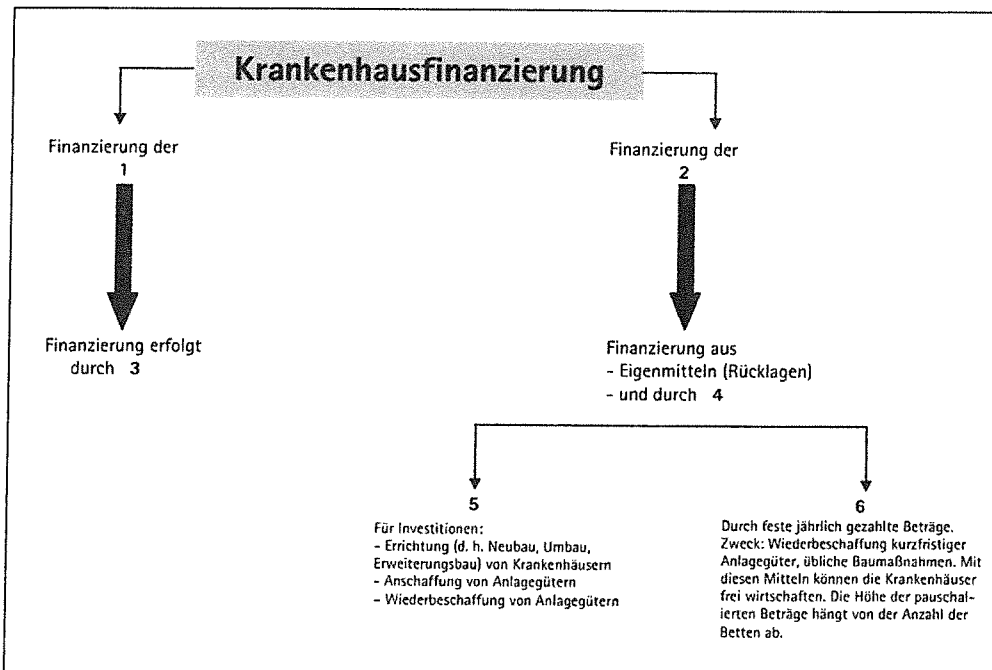 Krankenhausfinanzierung
Finanzierung der
1
Finanzierung erfolgt
durch 3
Finanzierung der
2
Finanzierung aus
- Eigenmitteln (Rücklagen)
- und durch 4
5
Für Investitionen:
- Errichtung (d. h. Neubau, Umbau,
Erweiterungsbau) von Krankenhäusern
- Anschaffung von Anlagegütern
- Wiederbeschaffung von Anlagegütern
6
Durch feste jährlich gezahlte Beträge.
Zweck: Wiederbeschaffung kurzfristiger
Anlagegüter, übliche Baumaßnahmen. Mit
diesen Mitteln können die Krankenhäuser
frei wirtschaften. Die Höhe der pauschal-
ierten Beträge hängt von der Anzahl der
Betten ab.